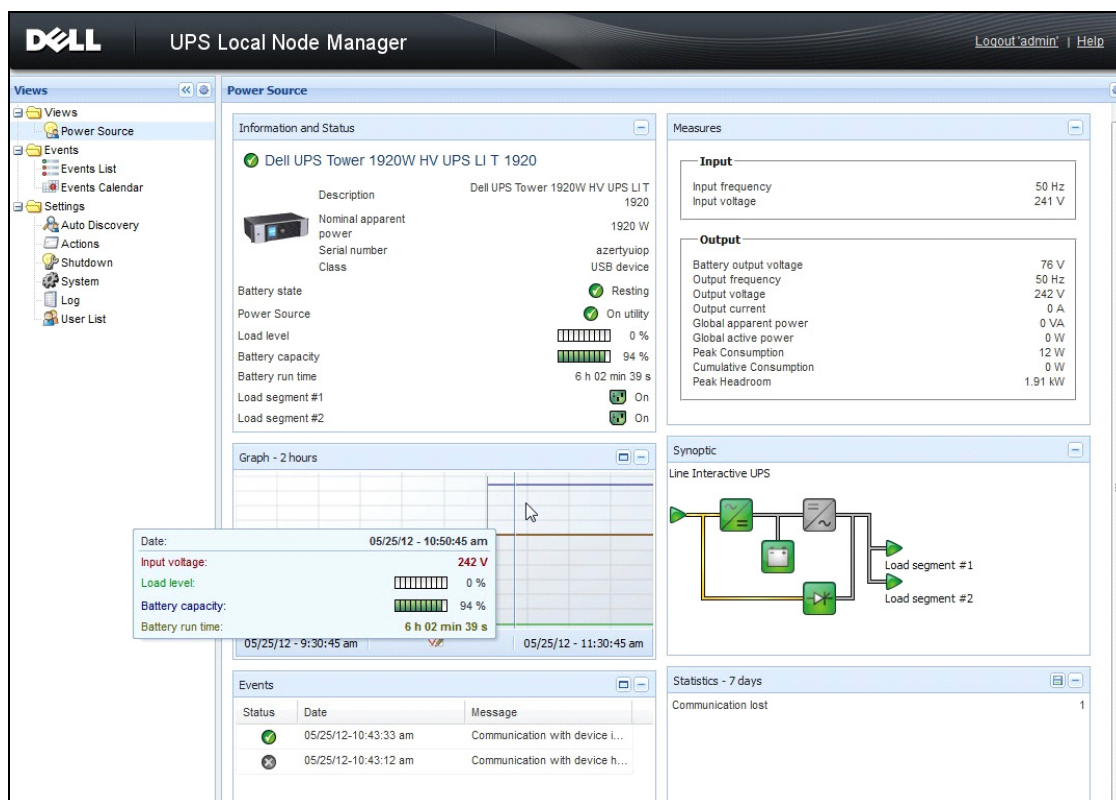 DELL
UPS Local Node Manager
Logout 'admin' | Help
Views
Views
Power Source
Events
Events List
Events Calendar
Settings
Auto Discovery
Actions
Shutdown
System
Log
User List
Power Source
Information and Status
Dell UPS Tower 1920W HV UPS LI T 1920
Description Dell UPS Tower 1920W HV UPS LI T
1920
Nominal apparent
power 1920 W
Serial number azertyuiop
Class USB device
Battery state Resting
Power Source On utility
Load level 0 %
Battery capacity 94 %
Battery run time 6 h 02 min 39 s
Load segment #1 On
Load segment #2 On
Measures
Input
Input frequency 50 Hz
Input voltage 241 V
Output
Battery output voltage 76 V
Output frequency 50 Hz
Output voltage 242 V
Output current 0 A
Global apparent power 0 VA
Global active power 0 W
Peak Consumption 12 W
Cumulative Consumption 0 W
Peak Headroom 1.91 kW
Graph - 2 hours
Date: 05/25/12 - 10:50:45 am
Input voltage: 242 V
Load level: 0 %
Battery capacity: 94 %
Battery run time: 6 h 02 min 39 s
05/25/12 - 9:30:45 am 05/25/12 - 11:30:45 am
Synoptic
Line Interactive UPS
Load segment #1
Load segment #2
Events
Status Date Message
05/25/12-10:43:33 am Communication with device i...
05/25/12-10:43:12 am Communication with device h...
Statistics - 7 days
Communication lost 1